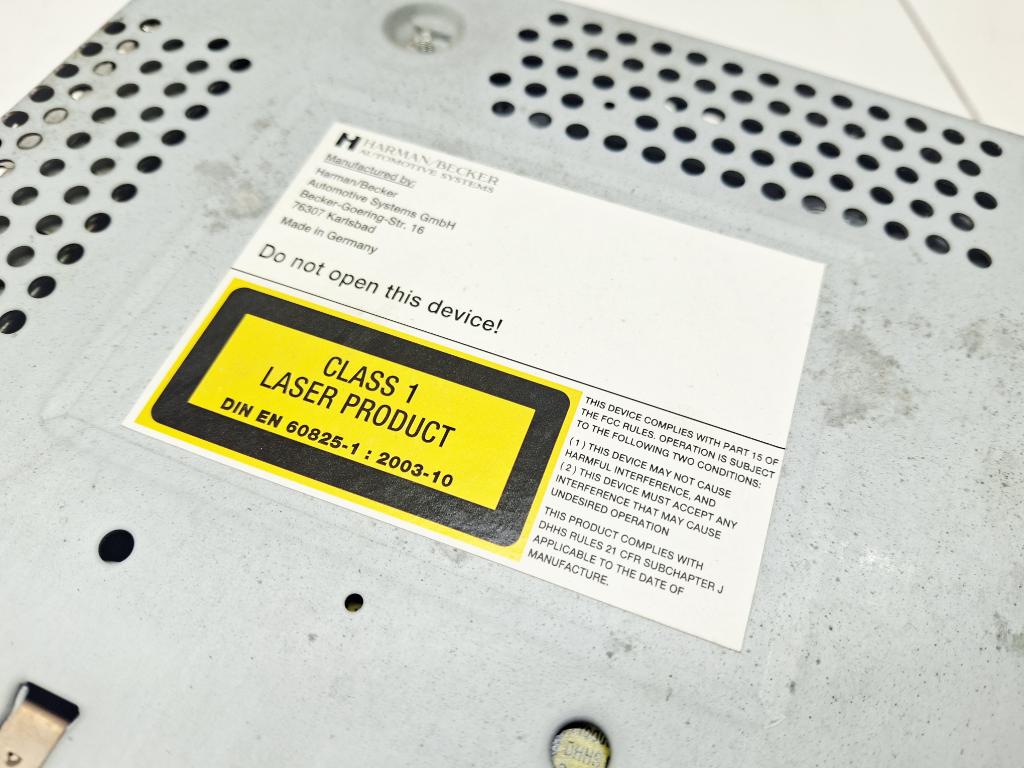 HARMAN/BECKER
AUTOMOTIVE SYSTEMS
Manufactured by:
Harman/Becker
Automotive Systems GmbH
Becker-Goering-Str. 16
76307 Karlsbad
Made in Germany
Do not open this device!
CLASS 1
LASER PRODUCT
DIN EN 60825-1 : 2003-10
THIS DEVICE COMPLIES WITH PART 15 OF
THE FCC RULES. OPERATION IS SUBJECT
TO THE FOLLOWING TWO CONDITIONS:
(1) THIS DEVICE MAY NOT CAUSE
HARMFUL INTERFERENCE, AND
(2) THIS DEVICE MUST ACCEPT ANY
INTERFERENCE THAT MAY CAUSE
UNDESIRED OPERATION
THIS PRODUCT COMPLIES WITH
DHHS RULES 21 CFR SUBCHAPTER J
APPLICABLE TO THE DATE OF
MANUFACTURE.
DHHS